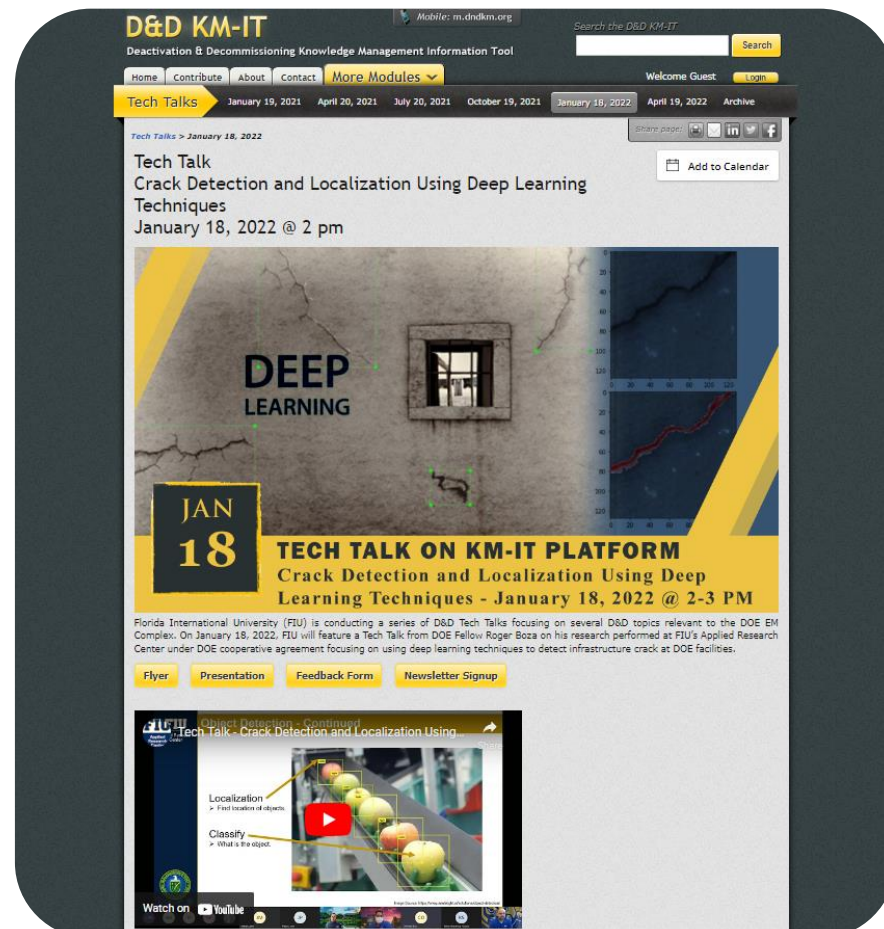 D&D KM-IT
Mobile: m.dndkm.org
Search the D&D KM-IT
Deactivation & Decommissioning Knowledge Management Information Tool
Search
Home Contribute About Contact More Modules
Welcome Guest Login
Tech Talks January 19, 2021 April 20, 2021 July 20, 2021 October 19, 2021 January 18, 2022 April 19, 2022 Archive
Share page:
Tech Talks > January 18, 2022
Add to Calendar
Tech Talk
Crack Detection and Localization Using Deep Learning
Techniques
January 18, 2022 @ 2 pm
DEEP
LEARNING
JAN
18
TECH TALK ON KM-IT PLATFORM
Crack Detection and Localization Using Deep
Learning Techniques - January 18, 2022 @ 2-3 PM
Florida International University (FIU) is conducting a series of D&D Tech Talks focusing on several D&D topics relevant to the DOE EM
Complex. On January 18, 2022, FIU will feature a Tech Talk from DOE Fellow Roger Boza on his research performed at FIU's Applied Research
Center under DOE cooperative agreement focusing on using deep learning techniques to detect infrastructure crack at DOE facilities.
Flyer Presentation Feedback Form Newsletter Signup
Object Detection - Continued
Tech Talk - Crack Detection and Localization Using...
Share
Localization
➢ Find location of objects.
Classify
➢ What is the object.
Watch on YouTube